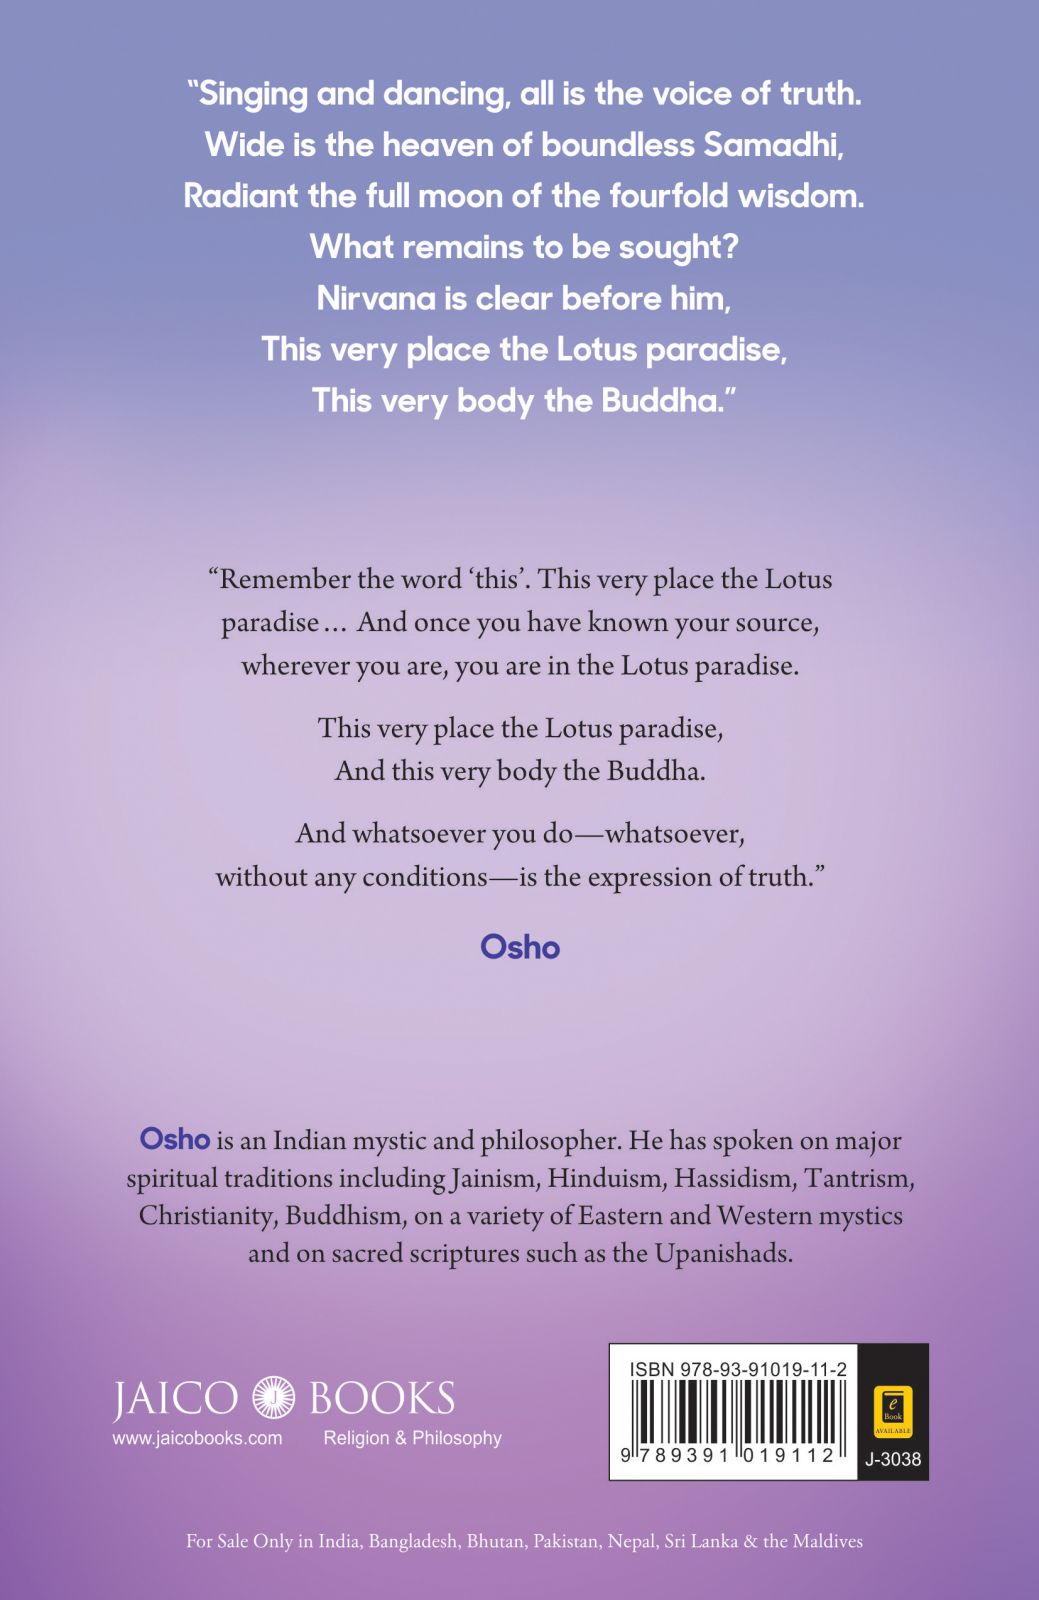 “Singing and dancing, all is the voice of truth.
Wide is the heaven of boundless Samadhi,
Radiant the full moon of the fourfold wisdom.
What remains to be sought?
Nirvana is clear before him,
This very place the Lotus paradise,
This very body the Buddha.”
“Remember the word ‘this’. This very place the Lotus
paradise… And once you have known your source,
wherever you are, you are in the Lotus paradise.
This very place the Lotus paradise,
And this very body the Buddha.
And whatsoever you do—whatsoever,
without any conditions—is the expression of truth.”
Osho
Osho is an Indian mystic and philosopher. He has spoken on major
spiritual traditions including Jainism, Hinduism, Hassidism, Tantrism,
Christianity, Buddhism, on a variety of Eastern and Western mystics
and on sacred scriptures such as the Upanishads.
JAICO J BOOKS
www.jaicobooks.com Religion & Philosophy
ISBN 978-93-91019-11-2
9 789391 019112
e
Book
AVAILABLE
J-3038
For Sale Only in India, Bangladesh, Bhutan, Pakistan, Nepal, Sri Lanka & the Maldives